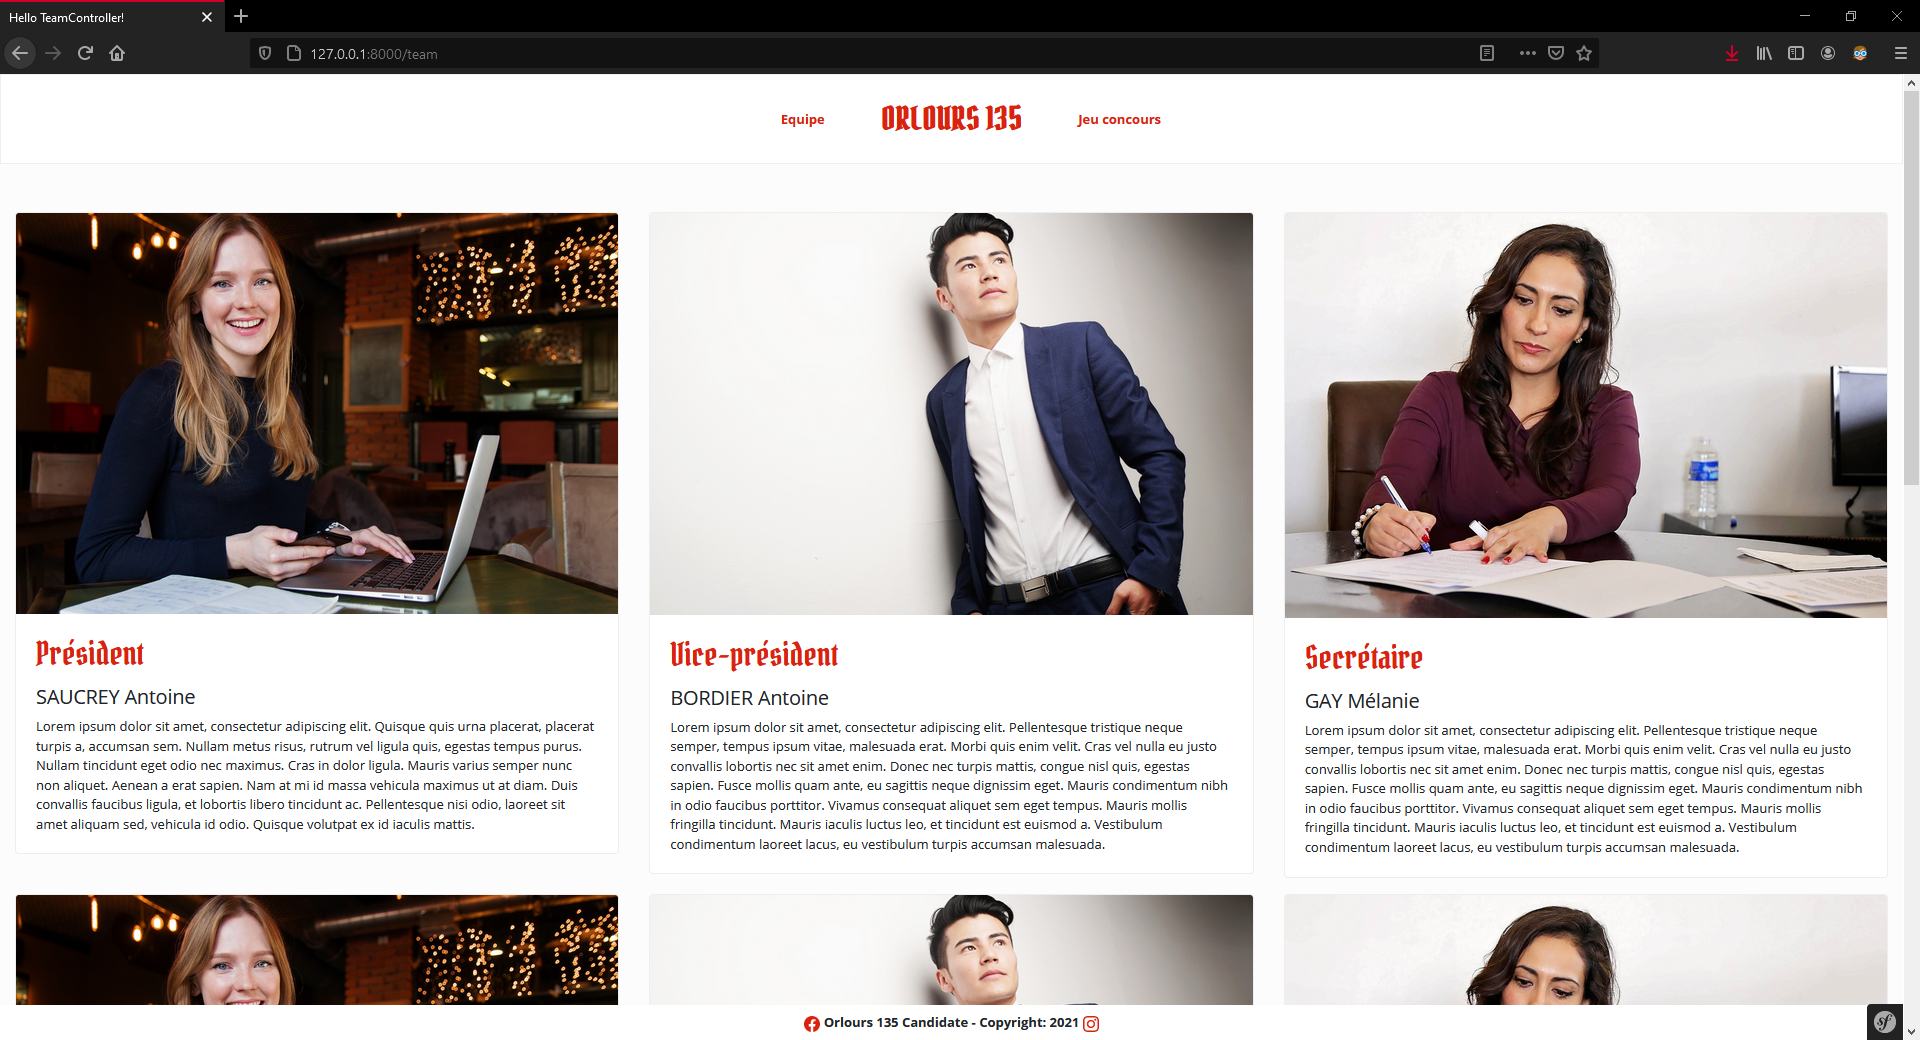 Hello TeamController!
127.0.0.1:8000/team
Equipe
ORLOURS 135
Jeu concours
Président
SAUCREY Antoine
Lorem ipsum dolor sit amet, consectetur adipiscing elit. Quisque quis urna placerat, placerat
turpis a, accumsan sem. Nullam metus risus, rutrum vel ligula quis, egestas tempus purus.
Nullam tincidunt eget odio nec maximus. Cras in dolor ligula. Mauris varius semper nunc
non aliquet. Aenean a erat sapien. Nam at mi id massa vehicula maximus ut at diam. Duis
convallis faucibus ligula, et lobortis libero tincidunt ac. Pellentesque nisi odio, laoreet sit
amet aliquam sed, vehicula id odio. Quisque volutpat ex id iaculis mattis.
Vice-président
BORDIER Antoine
Lorem ipsum dolor sit amet, consectetur adipiscing elit. Pellentesque tristique neque
semper, tempus ipsum vitae, malesuada erat. Morbi quis enim velit. Cras vel nulla eu justo
convallis lobortis nec sit amet enim. Donec nec turpis mattis, congue nisl quis, egestas
sapien. Fusce mollis quam ante, eu sagittis neque dignissim eget. Mauris condimentum nibh
in odio faucibus porttitor. Vivamus consequat aliquet sem eget tempus. Mauris mollis
fringilla tincidunt. Mauris iaculis luctus leo, et tincidunt est euismod a. Vestibulum
condimentum laoreet lacus, eu vestibulum turpis accumsan malesuada.
Secrétaire
GAY Mélanie
Lorem ipsum dolor sit amet, consectetur adipiscing elit. Pellentesque tristique neque
semper, tempus ipsum vitae, malesuada erat. Morbi quis enim velit. Cras vel nulla eu justo
convallis lobortis nec sit amet enim. Donec nec turpis mattis, congue nisl quis, egestas
sapien. Fusce mollis quam ante, eu sagittis neque dignissim eget. Mauris condimentum nibh
in odio faucibus porttitor. Vivamus consequat aliquet sem eget tempus. Mauris mollis
fringilla tincidunt. Mauris iaculis luctus leo, et tincidunt est euismod a. Vestibulum
condimentum laoreet lacus, eu vestibulum turpis accumsan malesuada.
Orlours 135 Candidate - Copyright: 2021
sf